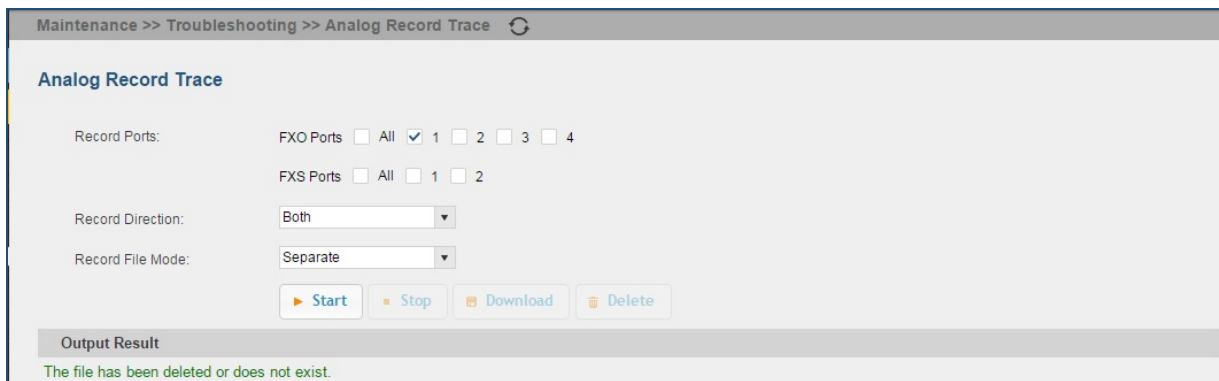 Maintenance >> Troubleshooting >> Analog Record Trace
Analog Record Trace
Record Ports: FXO Ports All 1 2 3 4
FXS Ports All 1 2
Record Direction: Both
Record File Mode: Separate
Start Stop Download Delete
Output Result
The file has been deleted or does not exist.